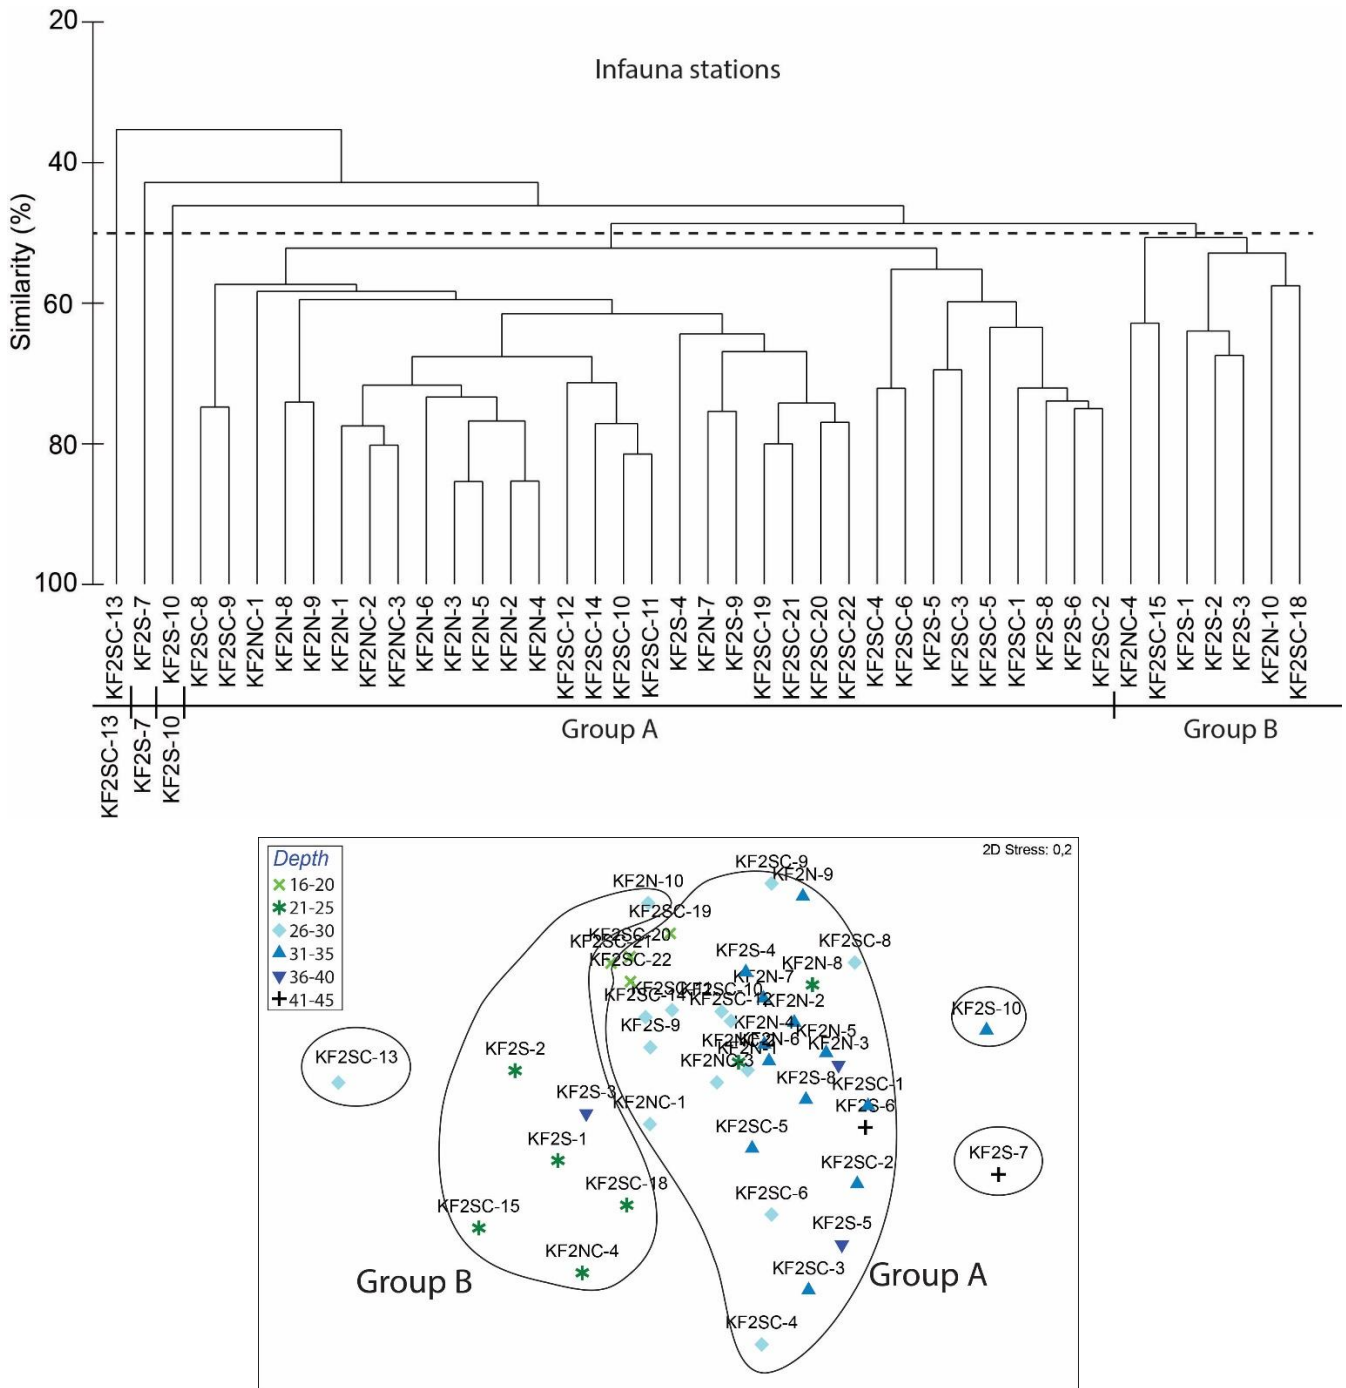 20
Infauna stations
40
Similarity (%)
60
80
100
KF2SC-13
KF2S-7
KF2S-10
KF2SC-8
KF2SC-9
KF2NC-1
KF2N-8
KF2N-9
KF2N-1
KF2NC-2
KF2NC-3
KF2N-6
KF2N-3
KF2N-5
KF2N-2
KF2N-4
KF2SC-12
KF2SC-14
KF2SC-10
KF2SC-11
KF2S-4
KF2N-7
KF2S-9
KF2SC-19
KF2SC-21
KF2SC-20
KF2SC-22
KF2SC-4
KF2SC-6
KF2S-5
KF2SC-3
KF2SC-5
KF2SC-1
KF2S-8
KF2S-6
KF2SC-2
KF2NC-4
KF2SC-15
KF2S-1
KF2S-2
KF2S-3
KF2N-10
KF2SC-18
KF2SC-13
KF2S-7
KF2S-10
Group A
Group B
Depth
16-20
21-25
26-30
31-35
36-40
41-45
2D Stress: 0,2
KF2SC-9
KF2N-9
KF2N-10
KF2SC-19
KF2SC-20
KF2SC-21
KF2SC-22
KF2SC-8
KF2S-4
KF2N-8
KF2N-7
KF2SC-10
KF2SC-14
KF2SC-12
KF2N-2
KF2S-10
KF2S-9
KF2N-4
KF2N-5
KF2N-6
KF2N-3
KF2SC-13
KF2S-2
KF2NC-3
KF2S-8
KF2SC-1
KF2S-3
KF2NC-1
KF2S-6
KF2S-1
KF2SC-5
KF2S-7
KF2SC-2
KF2SC-18
KF2SC-6
KF2SC-15
KF2S-5
KF2NC-4
KF2SC-3
Group B
Group A
KF2SC-4